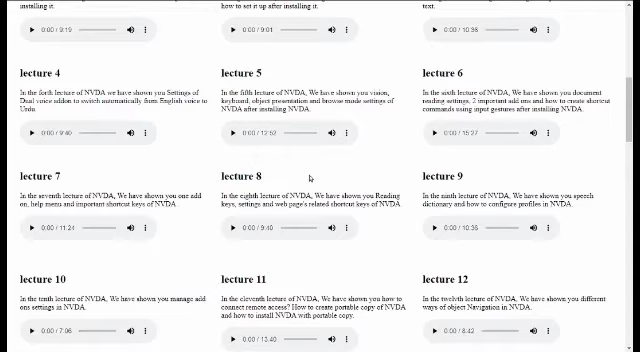 installing it.
how to set it up after installing it.
text.
0:00 / 9:19
0:00 / 9:01
0:00 / 10:36
lecture 4
In the forth lecture of NVDA we have shown you Settings of
Dual voice addon to switch automatically from English voice to
Urdu.
0:00 / 9:40
lecture 5
In the fifth lecture of NVDA, We have shown you vision,
keyboard, object presentation and browse mode settings of
NVDA after installing NVDA.
0:00 / 12:52
lecture 6
In the sixth lecture of NVDA, We have shown you document
reading settings, 2 important add ons and how to create shortcut
commands using input gestures after installing NVDA.
0:00 / 15:27
lecture 7
In the seventh lecture of NVDA, We have shown you one add
on, help menu and important shortcut keys of NVDA.
0:00 / 11:24
lecture 8
In the eighth lecture of NVDA, We have shown you Reading
keys, settings and web page's related shortcut keys of NVDA.
0:00 / 9:40
lecture 9
In the ninth lecture of NVDA, We have shown you speech
dictionary and how to configure profiles in NVDA.
0:00 / 10:36
lecture 10
In the tenth lecture of NVDA, We have shown you manage add
ons settings in NVDA.
0:00 / 7:06
lecture 11
In the eleventh lecture of NVDA, We have shown you how to
connect remote access? How to create portable copy of NVDA
and how to install NVDA with portable copy.
0:00 / 13:40
lecture 12
In the twelvth lecture of NVDA, We have shown you different
ways of object Navigation in NVDA.
0:00 / 8:42